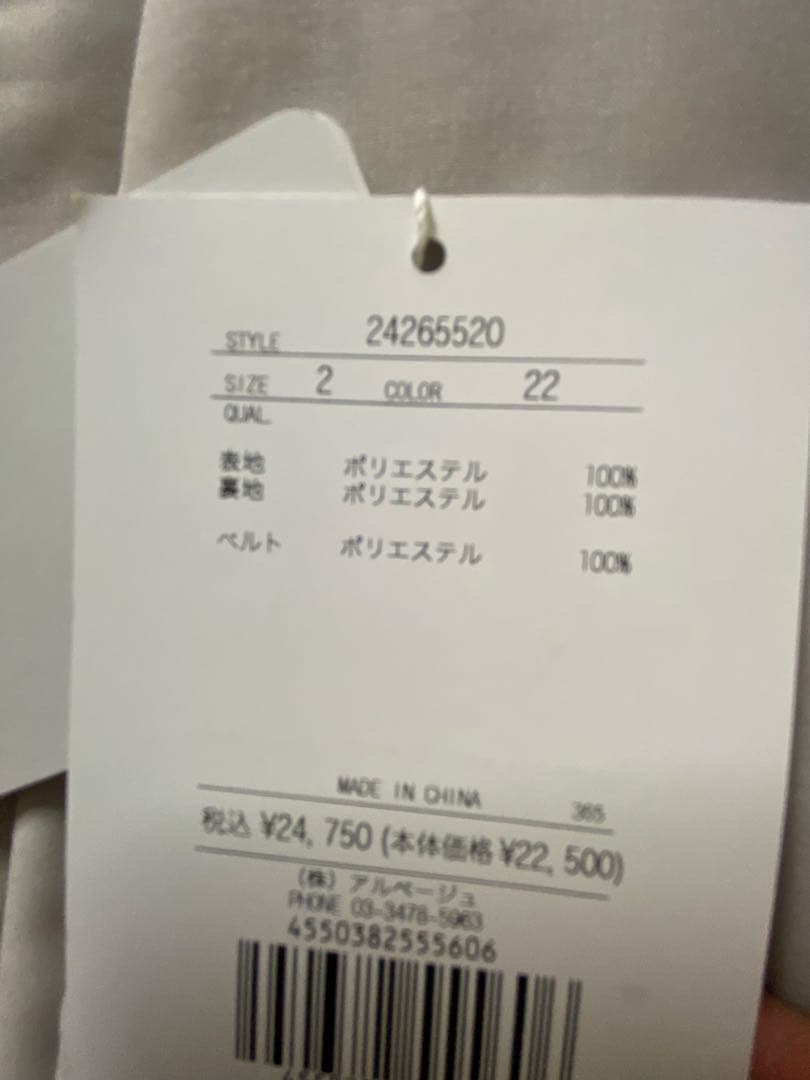 STYLE 24265520
SIZE 2 COLOR 22
QUAL
表地 ポリエステル 100%
裏地 ポリエステル 100%
ベルト ポリエステル 100%
MADE IN CHINA 365
税込 ¥24, 750 (本体価格 ¥22, 500)
(株) アルページュ
PHONE 03-3478-5963
4550382555606